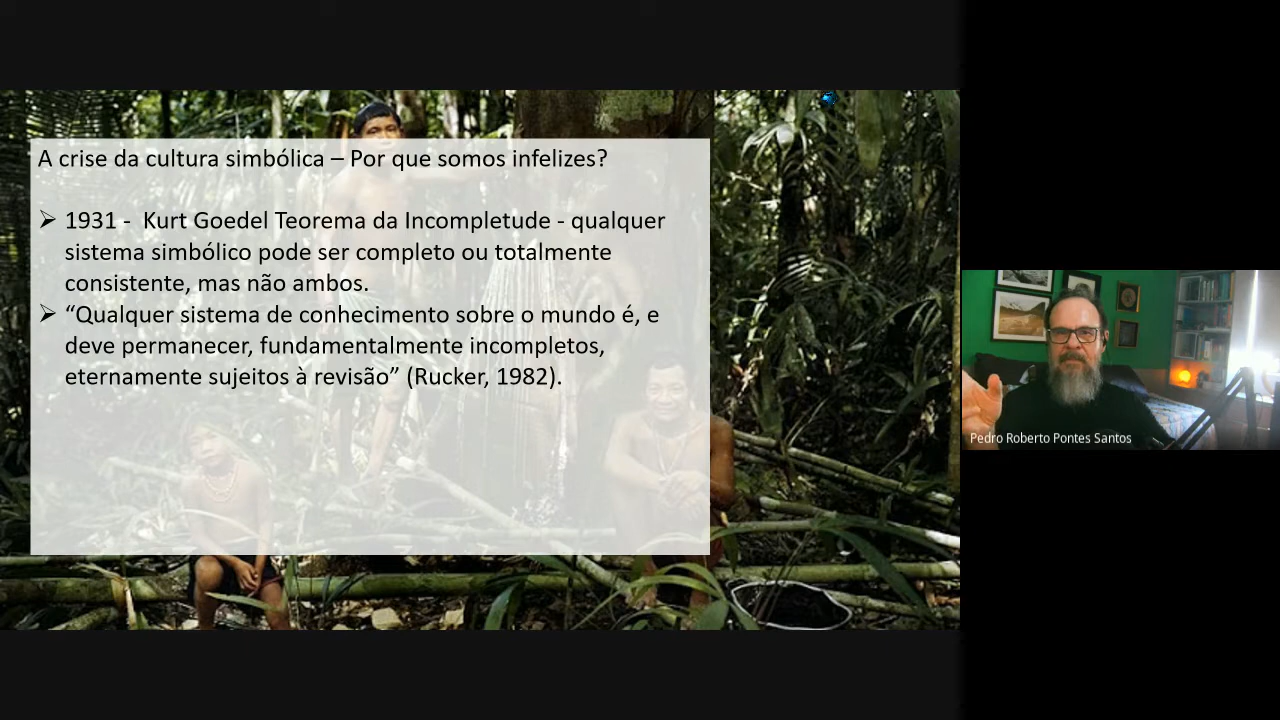 A crise da cultura simbólica – Por que somos infelizes?
➢ 1931 -  Kurt Goedel Teorema da Incompletude - qualquer
sistema simbólico pode ser completo ou totalmente
consistente, mas não ambos.
➢ “Qualquer sistema de conhecimento sobre o mundo é, e
deve permanecer, fundamentalmente incompletos,
eternamente sujeitos à revisão” (Rucker, 1982).
Pedro Roberto Pontes Santos